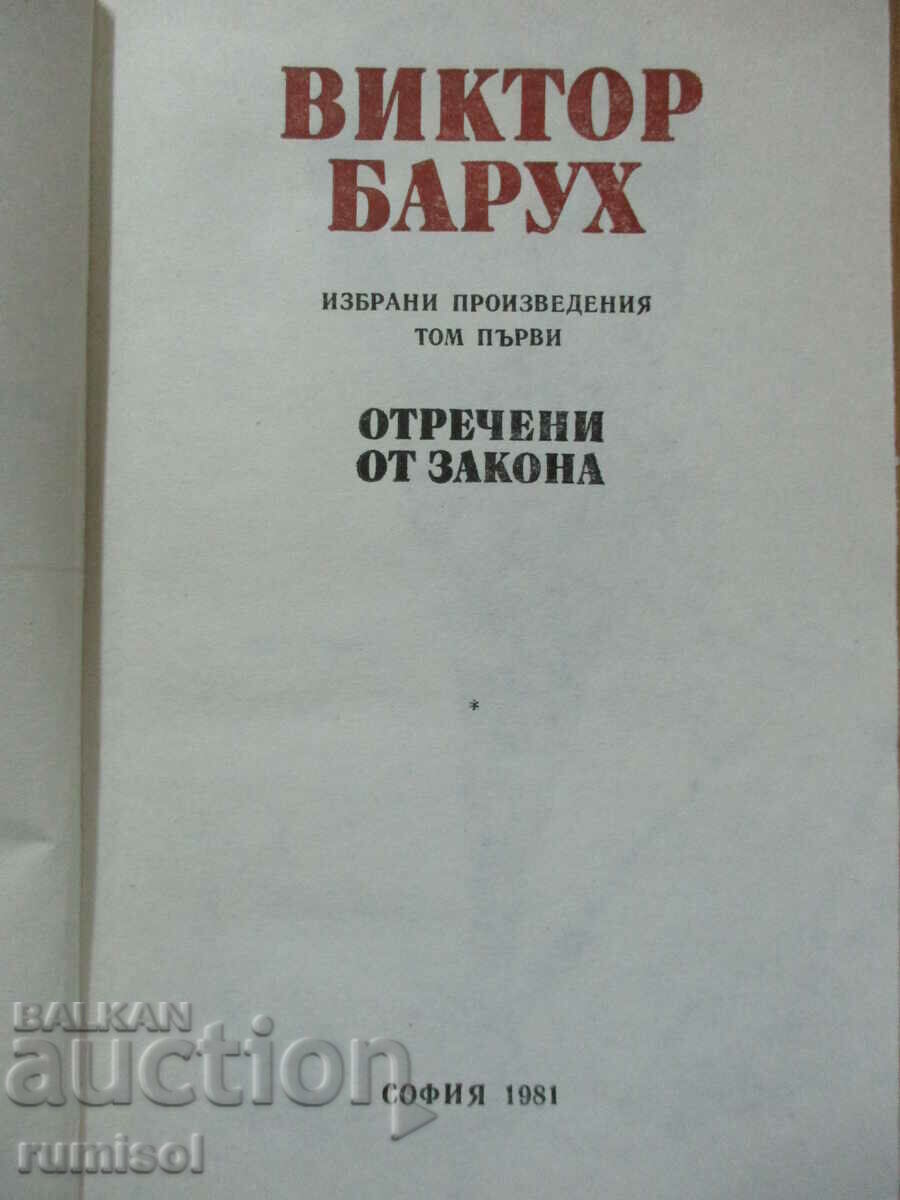 ВИКТОР
БАРУХ
ИЗБРАНИ ПРОИЗВЕДЕНИЯ
ТОМ ПЪРВИ
ОТРЕЧЕНИ
ОТ ЗАКОНА
*
СОФИЯ 1981
BALKAN
auction
rumisol